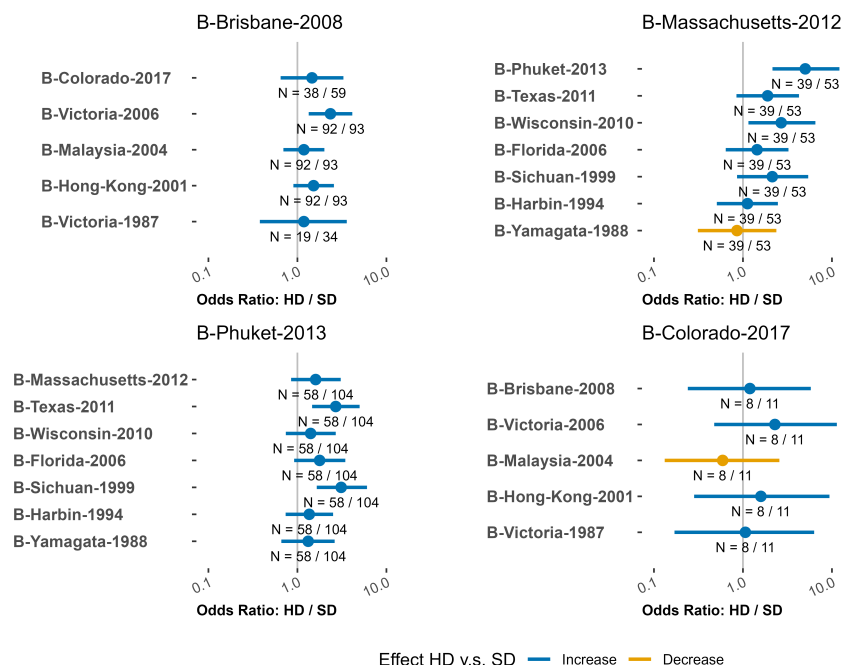 B-Brisbane-2008
B-Colorado-2017
N = 38 / 59
B-Victoria-2006
N = 92 / 93
B-Malaysia-2004
N = 92 / 93
B-Hong-Kong-2001
N = 92 / 93
B-Victoria-1987
N = 19 / 34
0.1
1.0
10.0
Odds Ratio: HD / SD
B-Massachusetts-2012
B-Phuket-2013
N = 39 / 53
B-Texas-2011
N = 39 / 53
B-Wisconsin-2010
N = 39 / 53
B-Florida-2006
N = 39 / 53
B-Sichuan-1999
N = 39 / 53
B-Harbin-1994
N = 39 / 53
B-Yamagata-1988
N = 39 / 53
0.1
1.0
10.0
Odds Ratio: HD / SD
B-Phuket-2013
B-Massachusetts-2012
N = 58 / 104
B-Texas-2011
N = 58 / 104
B-Wisconsin-2010
N = 58 / 104
B-Florida-2006
N = 58 / 104
B-Sichuan-1999
N = 58 / 104
B-Harbin-1994
N = 58 / 104
B-Yamagata-1988
N = 58 / 104
0.1
1.0
10.0
Odds Ratio: HD / SD
B-Colorado-2017
B-Brisbane-2008
N = 8 / 11
B-Victoria-2006
N = 8 / 11
B-Malaysia-2004
N = 8 / 11
B-Hong-Kong-2001
N = 8 / 11
B-Victoria-1987
N = 8 / 11
0.1
1.0
10.0
Odds Ratio: HD / SD
Effect HD v.s. SD Increase Decrease